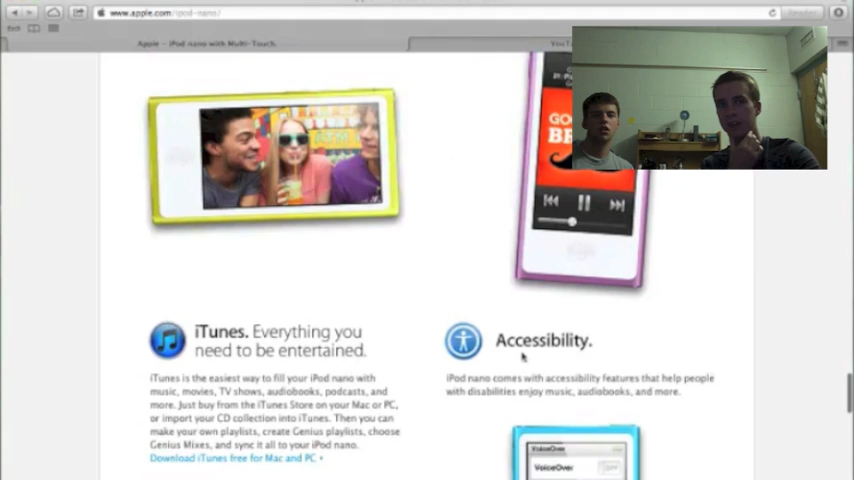 www.apple.com/ipod-nano/
Apple - iPod nano with Multi-Touch.
iTunes. Everything you
need to be entertained.
iTunes is the easiest way to fill your iPod nano with
music, movies, TV shows, audiobooks, podcasts, and
more. Just buy from the iTunes Store on your Mac or PC,
or import your CD collection into iTunes. Then you can
make your own playlists, create Genius playlists, choose
Genius Mixes, and sync it all to your iPod nano.
Download iTunes free for Mac and PC
Accessibility.
iPod nano comes with accessibility features that help people
with disabilities enjoy music, audiobooks, and more.
VoiceOver
VoiceOver
OFF